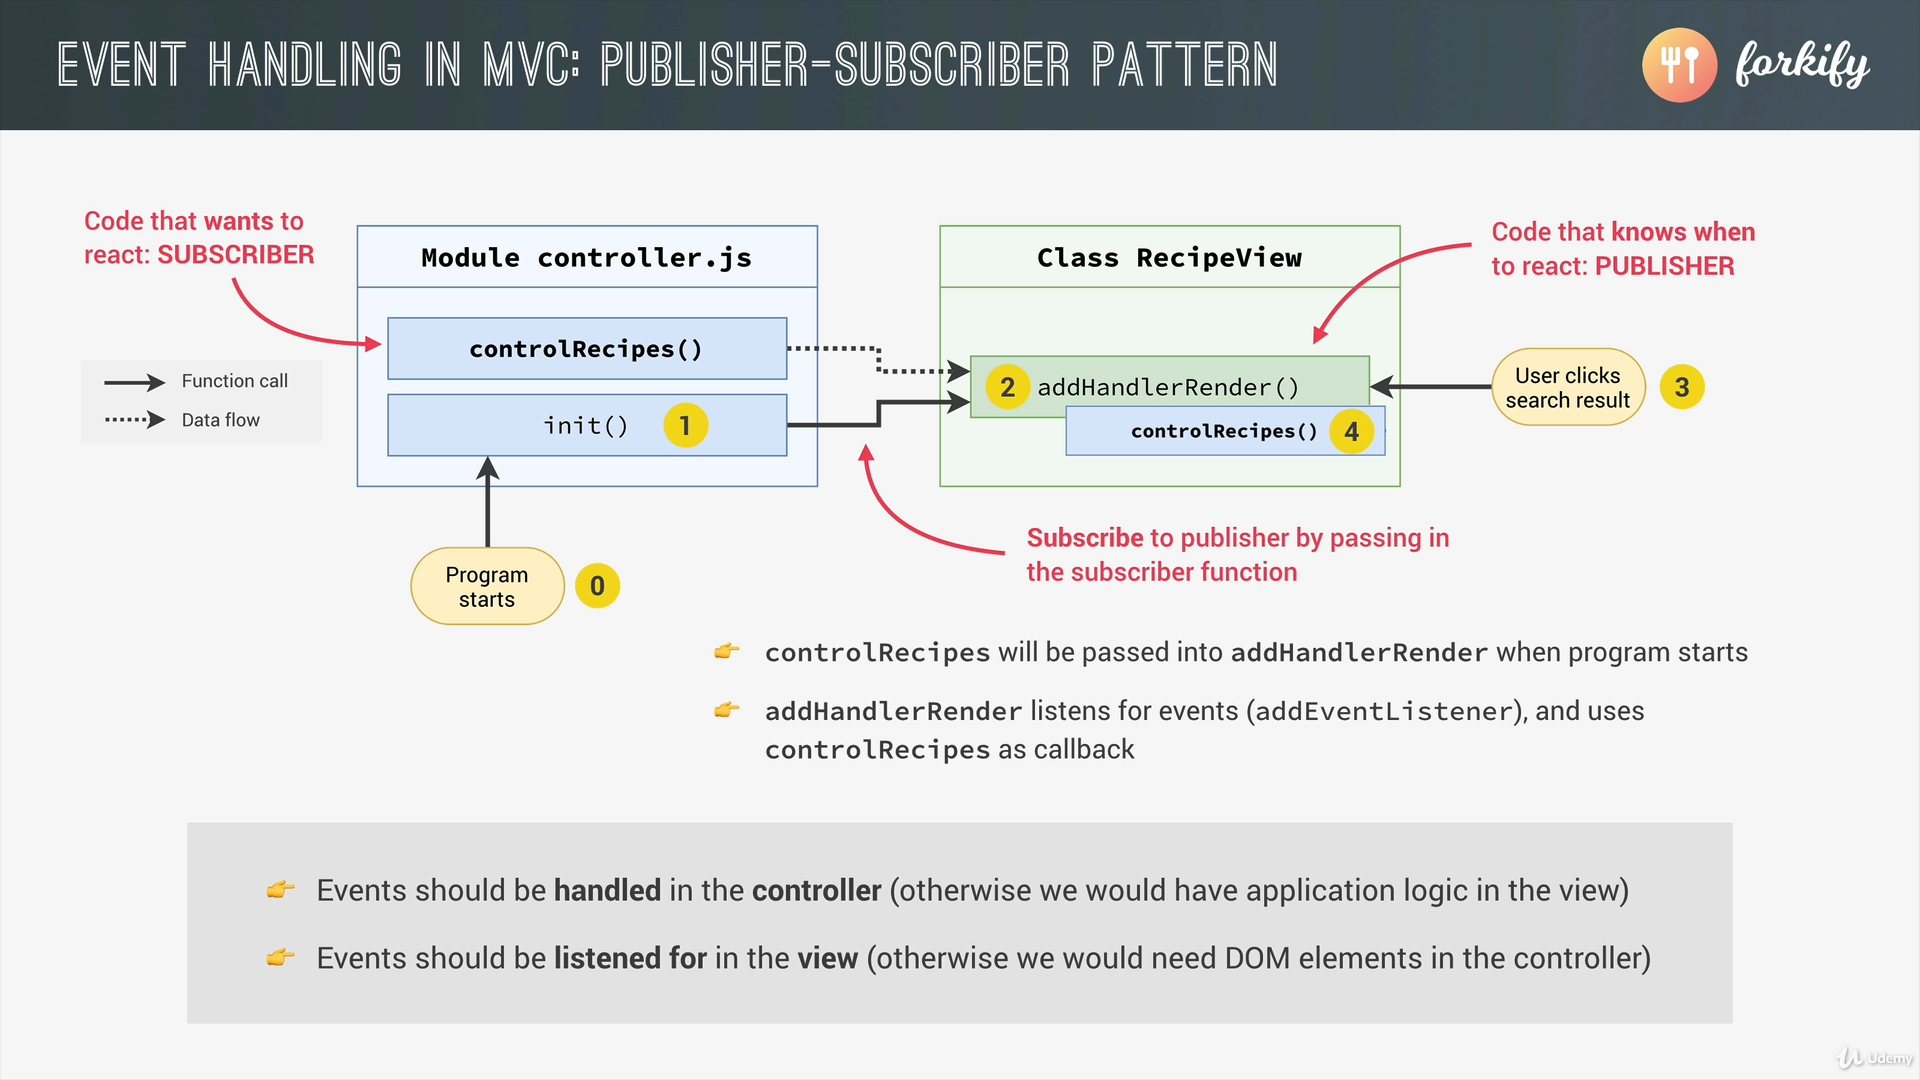 EVENT HANDLING IN MVC: PUBLISHER-SUBSCRIBER PATTERN
forkify
Code that wants to
react: SUBSCRIBER
Module controller.js
Class RecipeView
Code that knows when
to react: PUBLISHER
controlRecipes()
Function call
Data flow
init() 1
2 addHandlerRender()
controlRecipes() 4
User clicks
search result
3
Program
starts
0
Subscribe to publisher by passing in
the subscriber function
👉 controlRecipes will be passed into addHandlerRender when program starts
👉 addHandlerRender listens for events (addEventListener), and uses
controlRecipes as callback
👉 Events should be handled in the controller (otherwise we would have application logic in the view)
👉 Events should be listened for in the view (otherwise we would need DOM elements in the controller)
Udemy